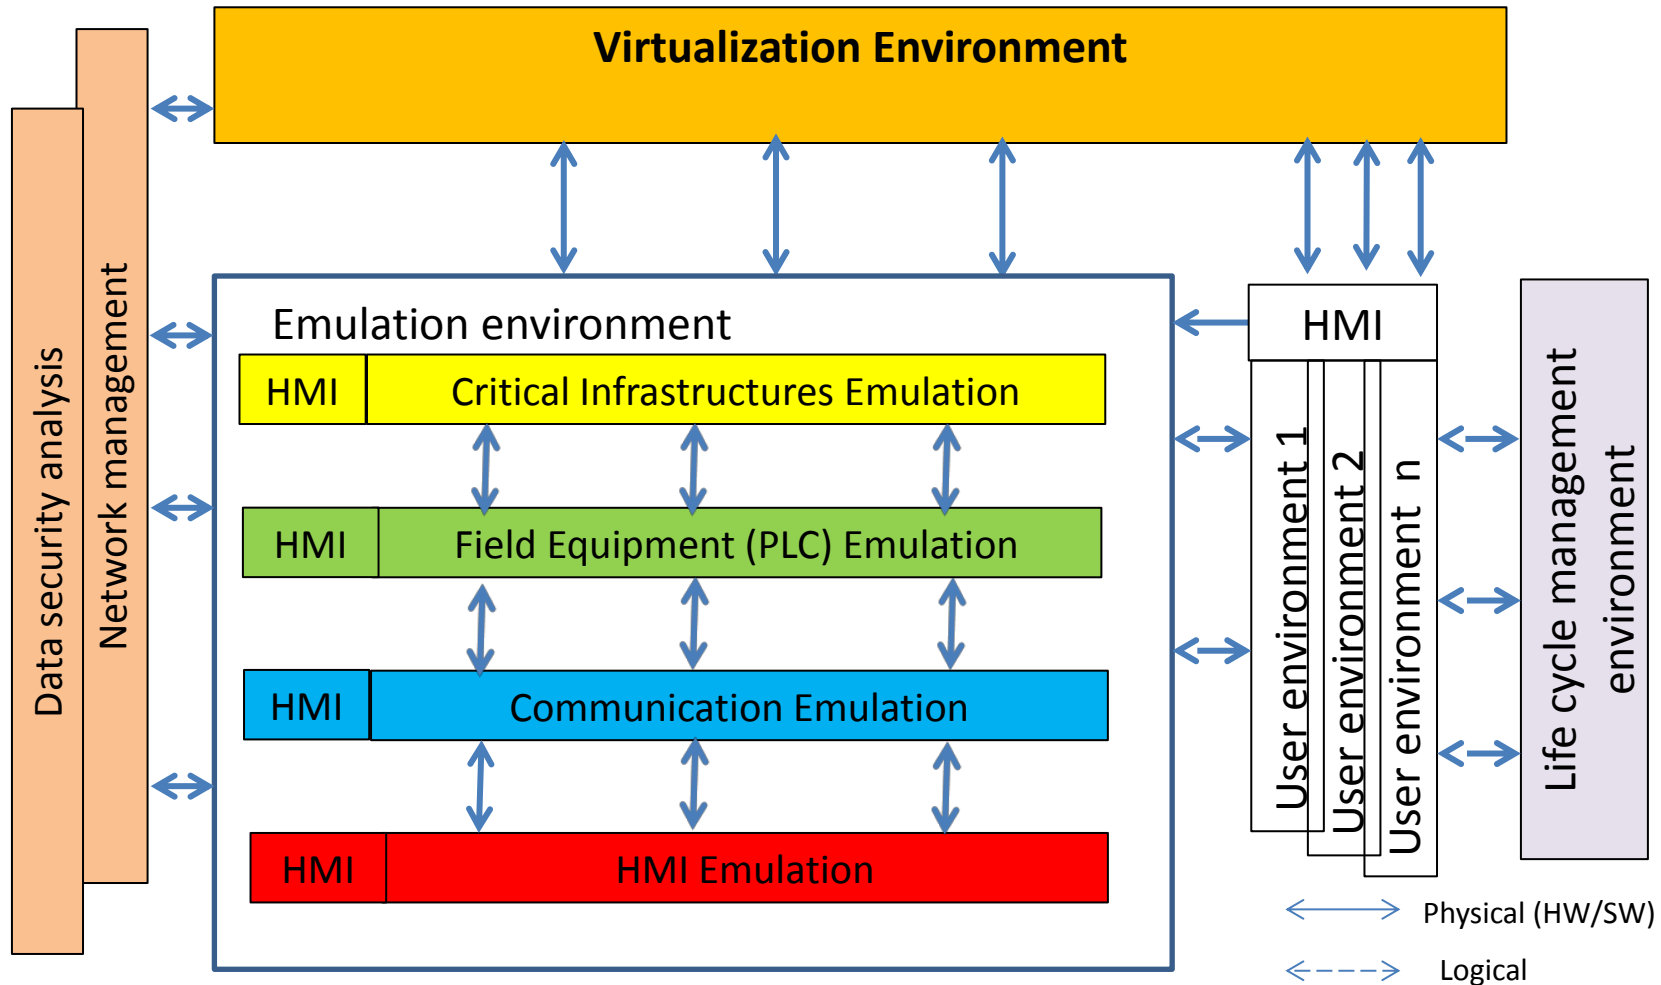 Virtualization Environment
Data security analysis
Network management
Emulation environment
HMI
Critical Infrastructures Emulation
HMI
Field Equipment (PLC) Emulation
HMI
Communication Emulation
HMI
HMI Emulation
HMI
User environment 1
User environment 2
User environment n
Life cycle management
environment
Physical (HW/SW)
Logical